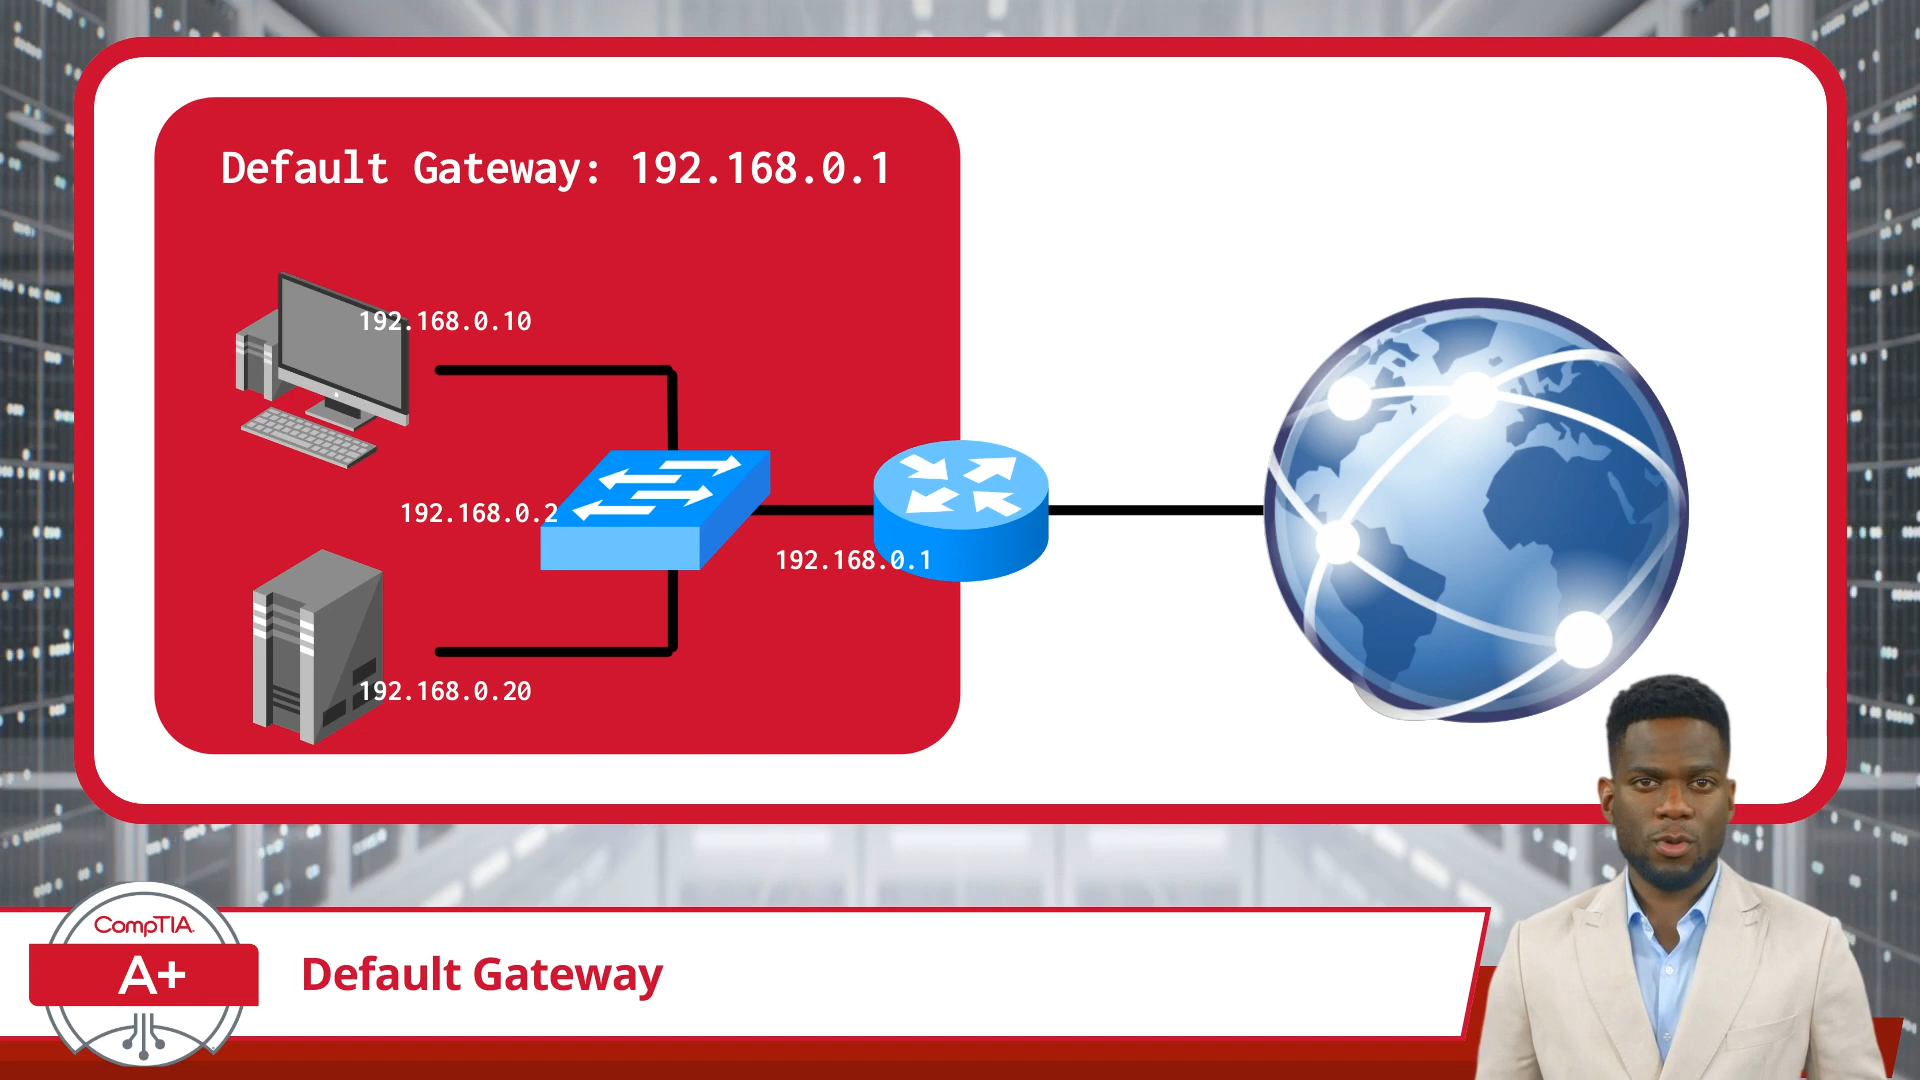 Default Gateway: 192.168.0.1
192.168.0.10
192.168.0.2
192.168.0.1
192.168.0.20
CompTIA
A+
Default Gateway